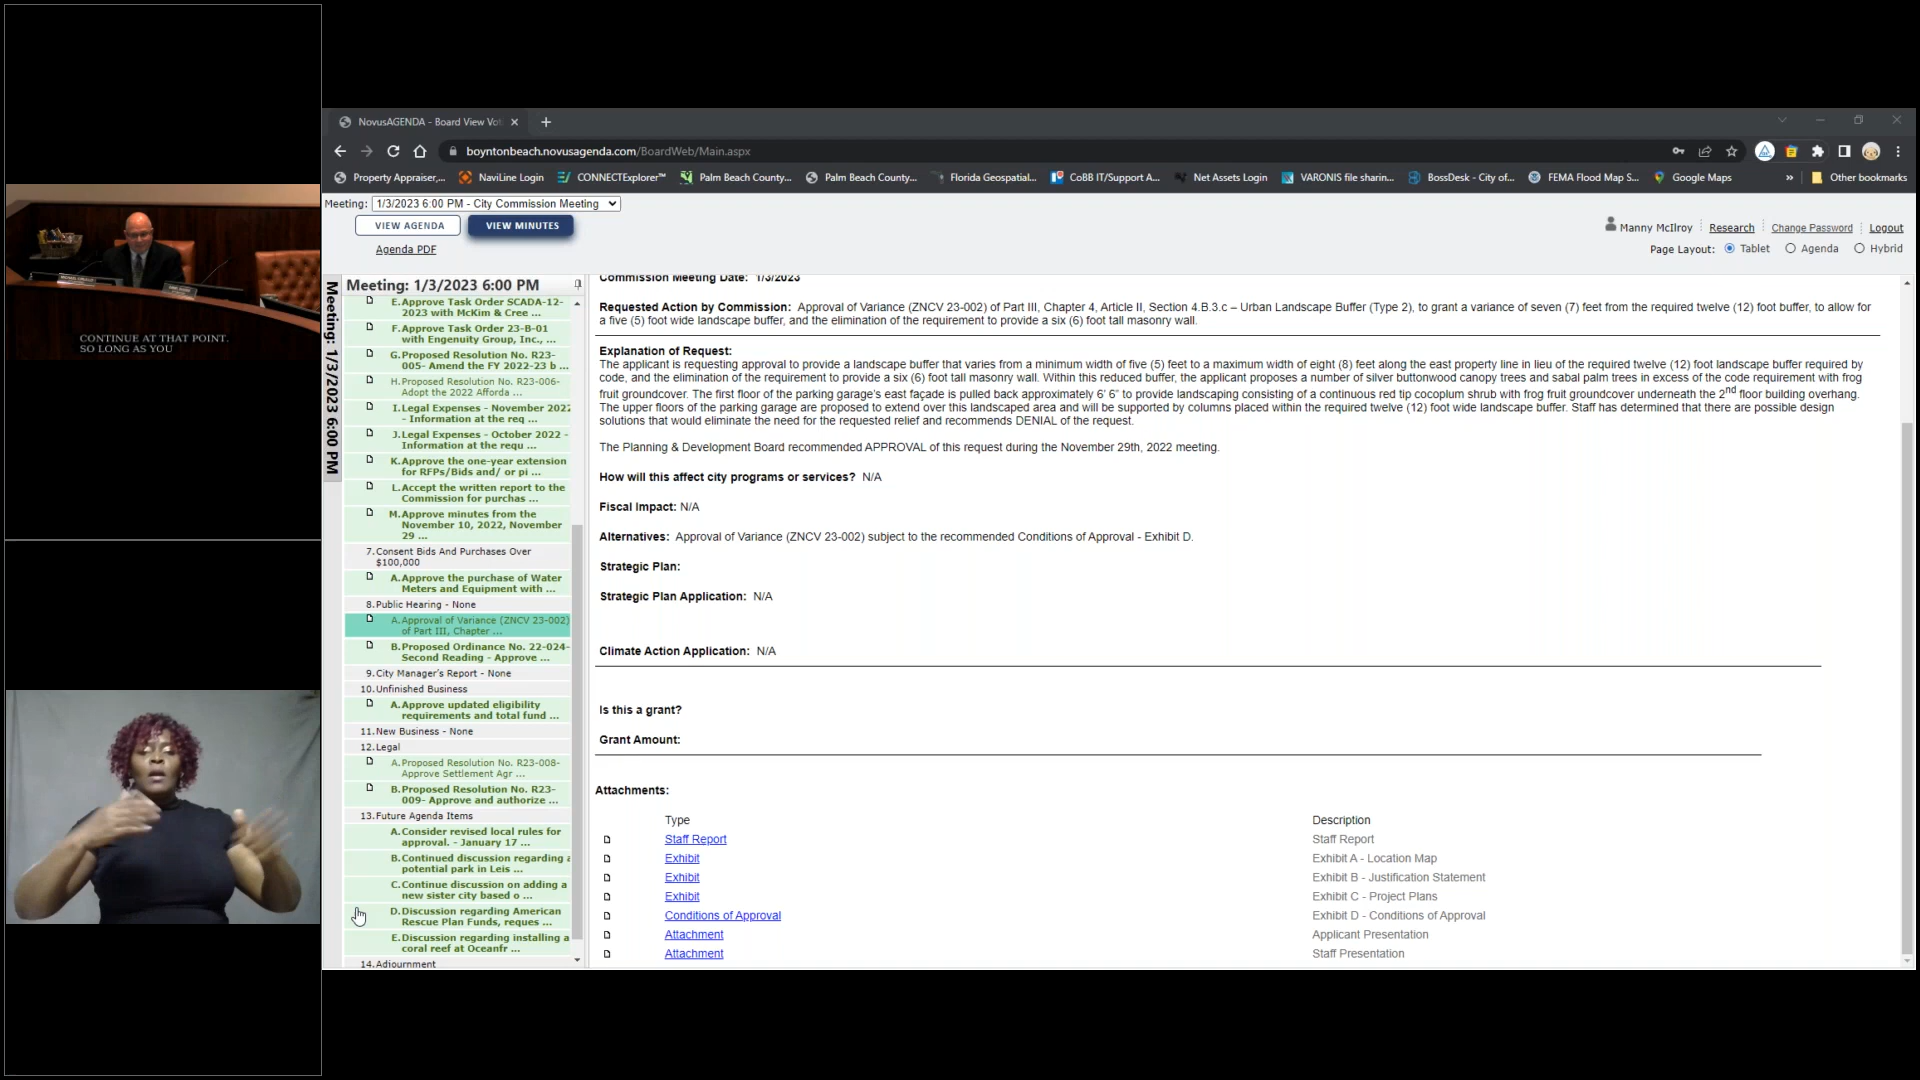 NovusAGENDA - Board View Vo
boyntonbeach.novusagenda.com/BoardWeb/Main.aspx
Property Appraiser,... NaviLine Login CONNECTExplorer™ Palm Beach County... Palm Beach County... Florida Geospatial... CoBB IT/Support A... Net Assets Login VARONIS file sharin... BossDesk - City of... FEMA Flood Map S... Google Maps » Other bookmarks
Meeting: 1/3/2023 6:00 PM - City Commission Meeting
VIEW AGENDA VIEW MINUTES
Agenda PDF
Manny McIlroy Research Change Password Logout
Page Layout: Tablet Agenda Hybrid
Meeting: 1/3/2023 6:00 PM
CONTINUE AT THAT POINT.
SO LONG AS YOU
Meeting: 1/3/2023 6:00 PM
E.Approve Task Order SCADA-12-
2023 with McKim & Cree ...
F.Approve Task Order 23-B-01
with Engenuity Group, Inc., ...
G.Proposed Resolution No. R23-
005- Amend the FY 2022-23 b ...
H.Proposed Resolution No. R23-006-
Adopt the 2022 Afforda ...
I.Legal Expenses - November 2022
- Information at the req ...
J.Legal Expenses - October 2022 -
Information at the requ ...
K.Approve the one-year extension
for RFPs/Bids and/ or pi ...
L.Accept the written report to the
Commission for purchas ...
M.Approve minutes from the
November 10, 2022, November
29 ...
7.Consent Bids And Purchases Over
$100,000
A.Approve the purchase of Water
Meters and Equipment with ...
8.Public Hearing - None
A.Approval of Variance (ZNCV 23-002)
of Part III, Chapter ...
B.Proposed Ordinance No. 22-024-
Second Reading - Approve ...
9.City Manager's Report - None
10.Unfinished Business
A.Approve updated eligibility
requirements and total fund ...
11.New Business - None
12.Legal
A.Proposed Resolution No. R23-008-
Approve Settlement Agr ...
B.Proposed Resolution No. R23-
009- Approve and authorize ...
13.Future Agenda Items
A.Consider revised local rules for
approval. - January 17 ...
B.Continued discussion regarding a
potential park in Leis ...
C.Continue discussion on adding a
new sister city based o ...
D.Discussion regarding American
Rescue Plan Funds, reques ...
E.Discussion regarding installing a
coral reef at Oceanfr ...
14.Adjournment
Commission Meeting Date: 1/3/2023
Requested Action by Commission: Approval of Variance (ZNCV 23-002) of Part III, Chapter 4, Article II, Section 4.B.3.c – Urban Landscape Buffer (Type 2), to grant a variance of seven (7) feet from the required twelve (12) foot buffer, to allow for
a five (5) foot wide landscape buffer, and the elimination of the requirement to provide a six (6) foot tall masonry wall.
Explanation of Request:
The applicant is requesting approval to provide a landscape buffer that varies from a minimum width of five (5) feet to a maximum width of eight (8) feet along the east property line in lieu of the required twelve (12) foot landscape buffer required by
code, and the elimination of the requirement to provide a six (6) foot tall masonry wall. Within this reduced buffer, the applicant proposes a number of silver buttonwood canopy trees and sabal palm trees in excess of the code requirement with frog
fruit groundcover. The first floor of the parking garage's east façade is pulled back approximately 6' 6" to provide landscaping consisting of a continuous red tip cocoplum shrub with frog fruit groundcover underneath the 2nd floor building overhang.
The upper floors of the parking garage are proposed to extend over this landscaped area and will be supported by columns placed within the required twelve (12) foot wide landscape buffer. Staff has determined that there are possible design
solutions that would eliminate the need for the requested relief and recommends DENIAL of the request.
The Planning & Development Board recommended APPROVAL of this request during the November 29th, 2022 meeting.
How will this affect city programs or services? N/A
Fiscal Impact: N/A
Alternatives: Approval of Variance (ZNCV 23-002) subject to the recommended Conditions of Approval - Exhibit D.
Strategic Plan:
Strategic Plan Application: N/A
Climate Action Application: N/A
Is this a grant?
Grant Amount:
Attachments:
Type Description
Staff Report Staff Report
Exhibit Exhibit A - Location Map
Exhibit Exhibit B - Justification Statement
Exhibit Exhibit C - Project Plans
Conditions of Approval Exhibit D - Conditions of Approval
Attachment Applicant Presentation
Attachment Staff Presentation